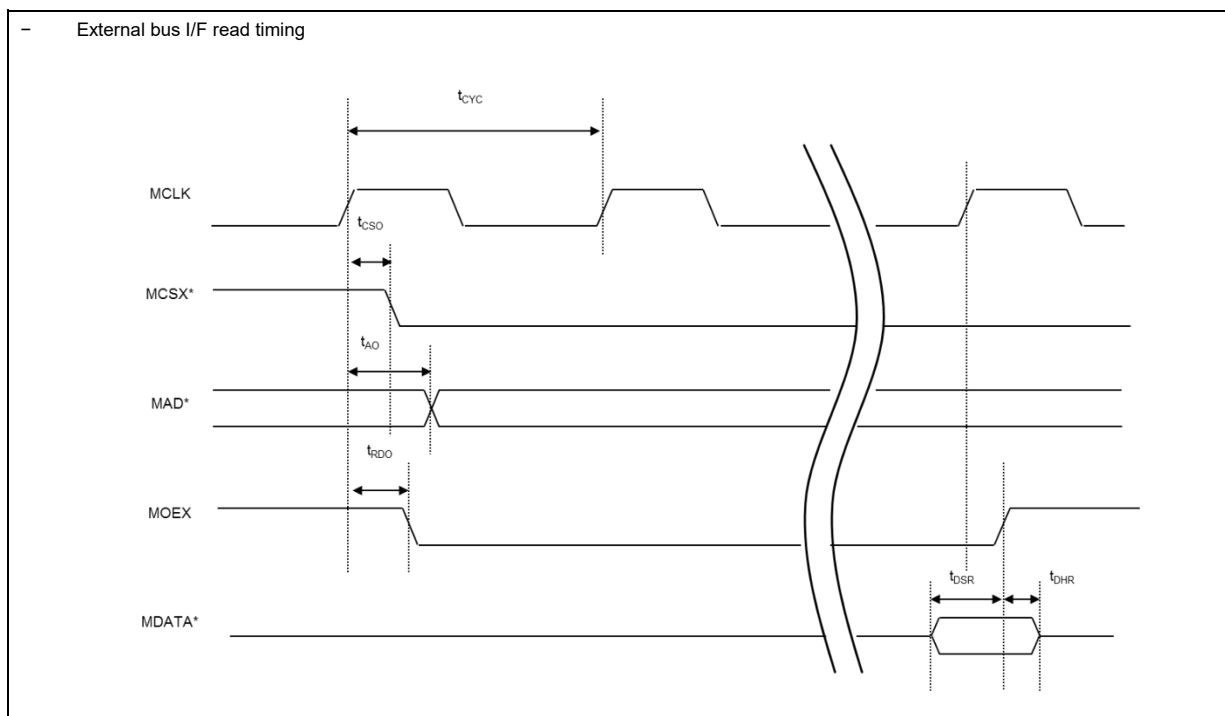 – External bus I/F read timing
tCYC
MCLK
tCSO
MCSX*
tAO
MAD*
tRDO
MOEX
tDSR tDHR
MDATA*